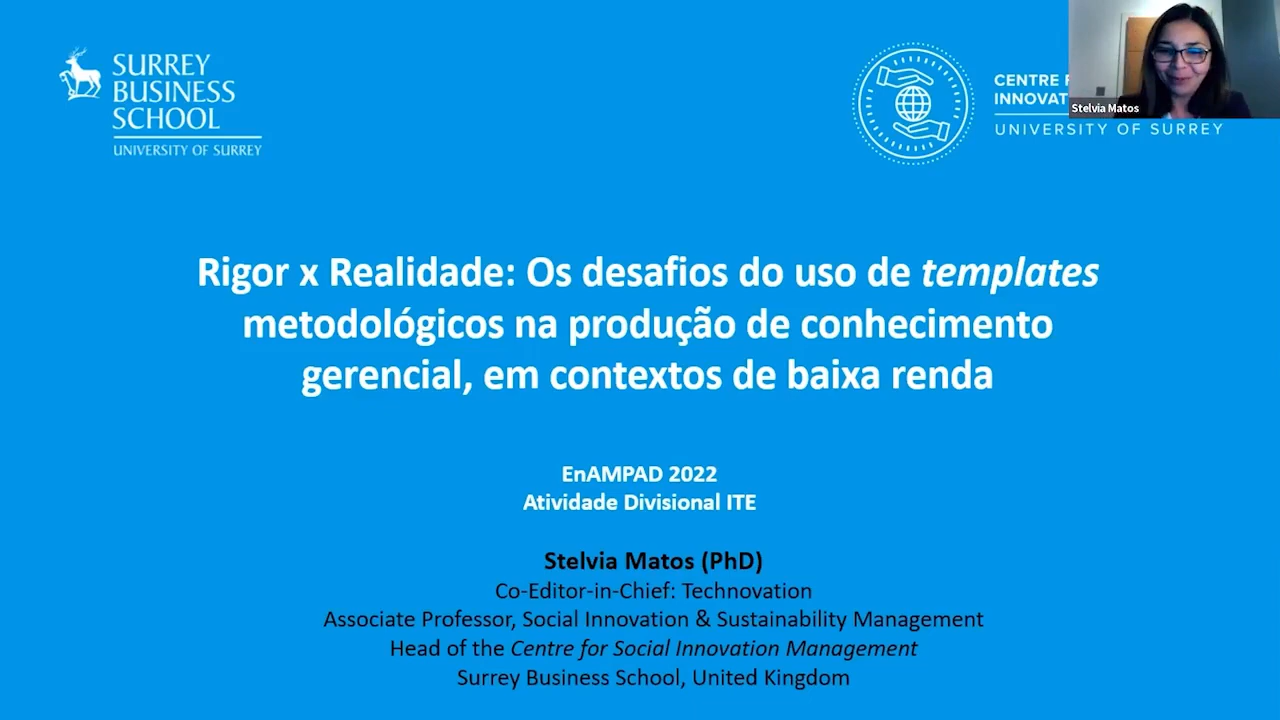 SURREY
BUSINESS
SCHOOL
UNIVERSITY OF SURREY
CENTRE
INNOVAT
UNIVERSITY OF SURREY
Stelvia Matos
Rigor x Realidade: Os desafios do uso de templates
metodológicos na produção de conhecimento
gerencial, em contextos de baixa renda
EnAMPAD 2022
Atividade Divisional ITE
Stelvia Matos (PhD)
Co-Editor-in-Chief: Technovation
Associate Professor, Social Innovation & Sustainability Management
Head of the Centre for Social Innovation Management
Surrey Business School, United Kingdom